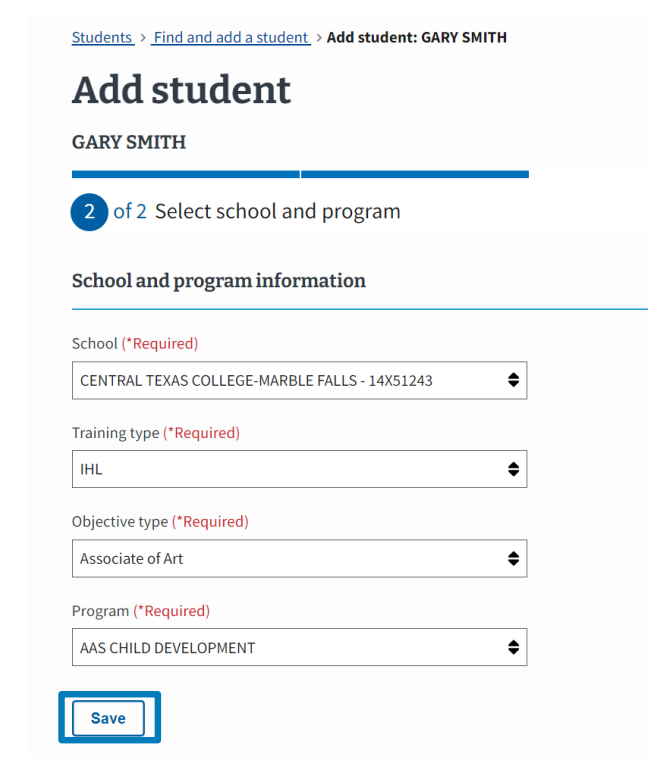 Students > Find and add a student > Add student: GARY SMITH
Add student
GARY SMITH
2 of 2 Select school and program
School and program information
School (*Required)
CENTRAL TEXAS COLLEGE-MARBLE FALLS - 14X51243
Training type (*Required)
IHL
Objective type (*Required)
Associate of Art
Program (*Required)
AAS CHILD DEVELOPMENT
Save